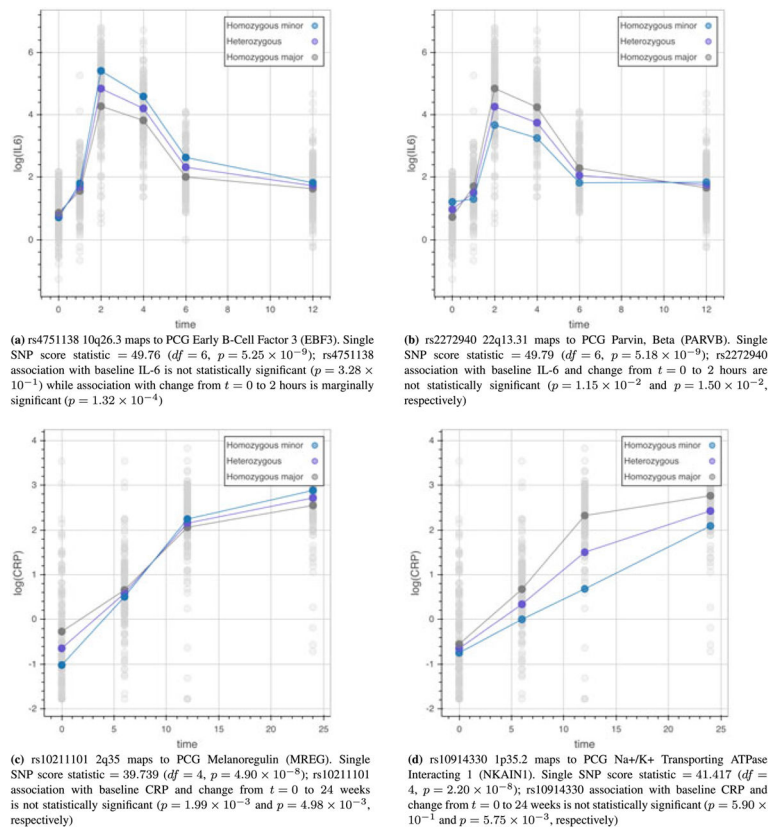 Homozygous minor
Heterozygous
Homozygous major
log(IL6)
6
4
2
0
0 2 4 6 8 10 12
time
(a) rs4751138 10q26.3 maps to PCG Early B-Cell Factor 3 (EBF3). Single
SNP score statistic = 49.76 (df = 6, p = 5.25 × 10⁻⁹); rs4751138
association with baseline IL-6 is not statistically significant (p = 3.28 ×
10⁻¹) while association with change from t = 0 to 2 hours is marginally
significant (p = 1.32 × 10⁻⁴)
Homozygous minor
Heterozygous
Homozygous major
log(IL6)
6
4
2
0
0 2 4 6 8 10 12
time
(b) rs2272940 22q13.31 maps to PCG Parvin, Beta (PARVB). Single
SNP score statistic = 49.79 (df = 6, p = 5.18 × 10⁻⁹); rs2272940
association with baseline IL-6 and change from t = 0 to 2 hours are
not statistically significant (p = 1.15 × 10⁻² and p = 1.50 × 10⁻²,
respectively)
Homozygous minor
Heterozygous
Homozygous major
log(CRP)
4
3
2
1
0
-1
-2
0 5 10 15 20 25
time
(c) rs10211101 2q35 maps to PCG Melanoregulin (MREG). Single
SNP score statistic = 39.739 (df = 4, p = 4.90 × 10⁻⁸); rs10211101
association with baseline CRP and change from t = 0 to 24 weeks
is not statistically significant (p = 1.99 × 10⁻³ and p = 4.98 × 10⁻³,
respectively)
Homozygous minor
Heterozygous
Homozygous major
log(CRP)
4
3
2
1
0
-1
-2
0 5 10 15 20 25
time
(d) rs10914330 1p35.2 maps to PCG Na+/K+ Transporting ATPase
Interacting 1 (NKAIN1). Single SNP score statistic = 41.417 (df =
4, p = 2.20 × 10⁻⁸); rs10914330 association with baseline CRP and
change from t = 0 to 24 weeks is not statistically significant (p = 5.90 ×
10⁻¹ and p = 5.75 × 10⁻³, respectively)